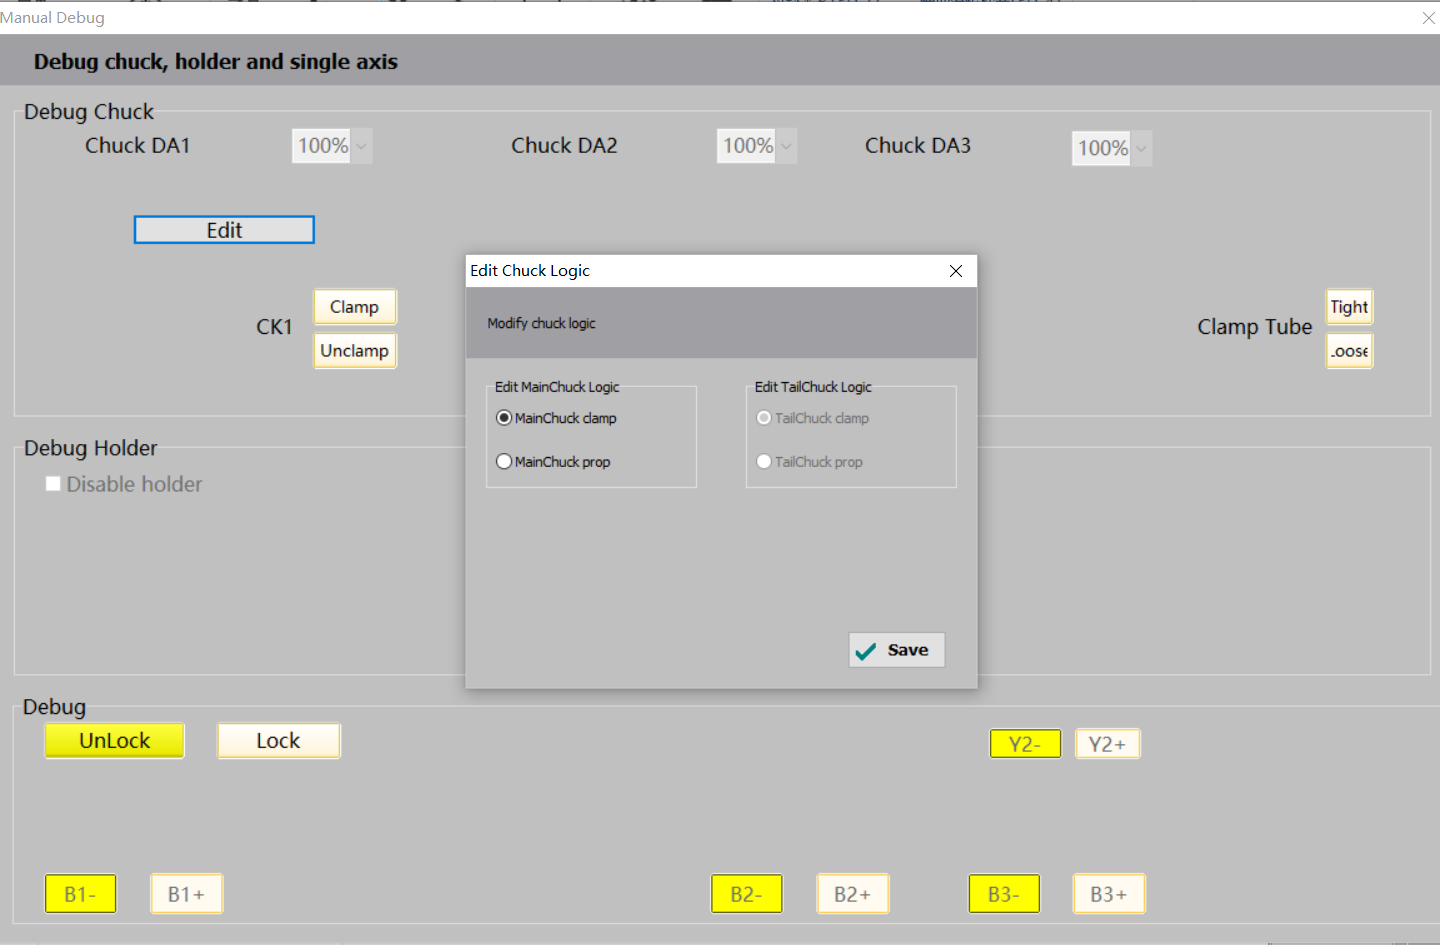 Manual Debug
Debug chuck, holder and single axis
Debug Chuck
Chuck DA1
100%
Chuck DA2
100%
Chuck DA3
100%
Edit
CK1
Clamp
Unclamp
Clamp Tube
Tight
Edit Chuck Logic
Modify chuck logic
Edit MainChuck Logic
MainChuck clamp
MainChuck prop
Edit TailChuck Logic
TailChuck clamp
TailChuck prop
Save
Debug Holder
Disable holder
Debug
UnLock
Lock
Y2-
Y2+
B1-
B1+
B2-
B2+
B3-
B3+